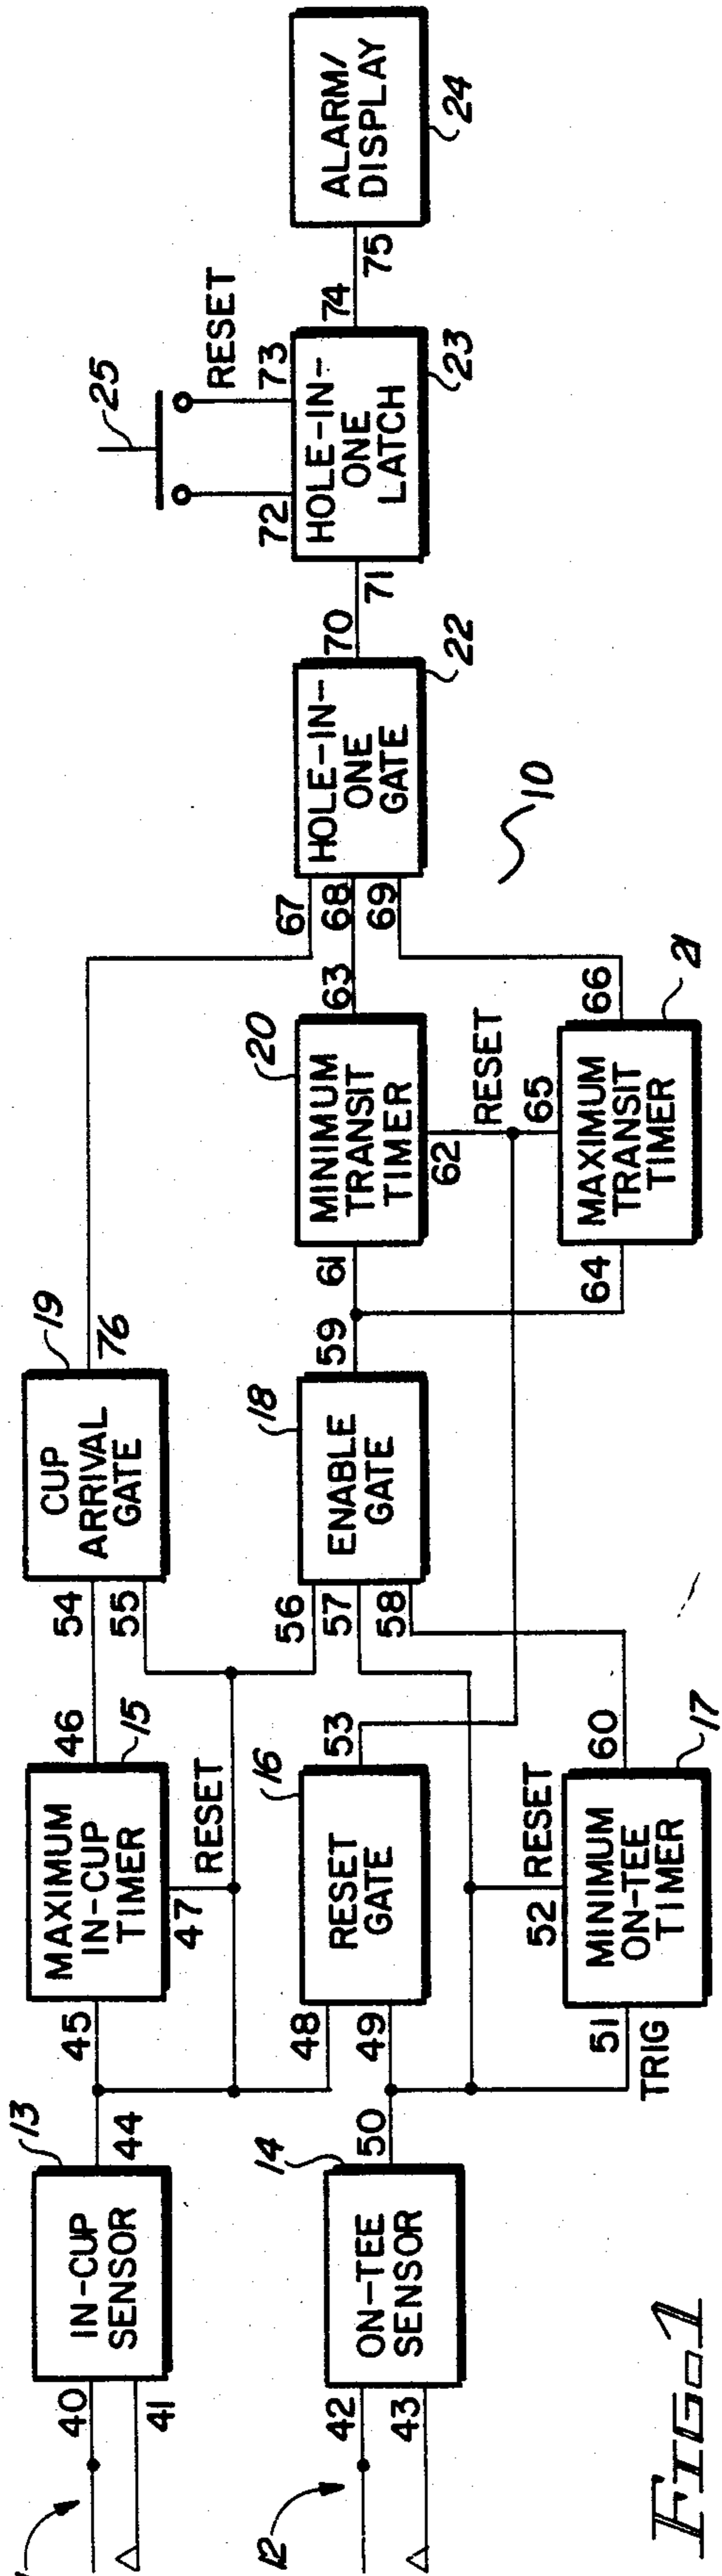 13
IN-CUP
SENSOR
40
41
44
45
MAXIMUM
IN-CUP
TIMER
15
46
47
RESET
54
55
CUP
ARRIVAL
GATE
19
76
12
14
ON-TEE
SENSOR
42
43
50
48
49
RESET
GATE
16
53
56
57
58
ENABLE
GATE
18
59
61
MINIMUM
TRANSIT
TIMER
20
62
63
RESET
67
68
69
HOLE-IN-
ONE
GATE
22
70
71
HOLE-IN-
ONE
LATCH
23
72
73
RESET
25
74
75
ALARM/
DISPLAY
24
51
TRIG
52
RESET
MINIMUM
ON-TEE
TIMER
17
60
64
65
MAXIMUM
TRANSIT
TIMER
21
66
10
FIG. 1